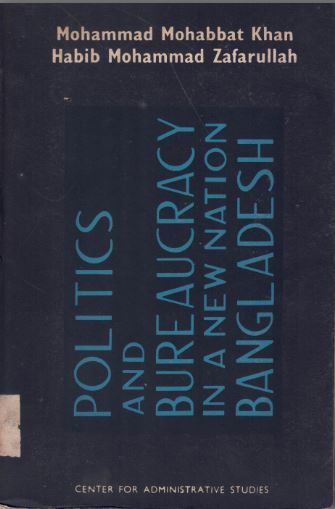 Mohammad Mohabbat Khan
Habib Mohammad Zafarullah
POLITICS
AND
BUREAUCRACY
IN A NEW NATION
BANGLADESH
CENTER FOR ADMINISTRATIVE STUDIES